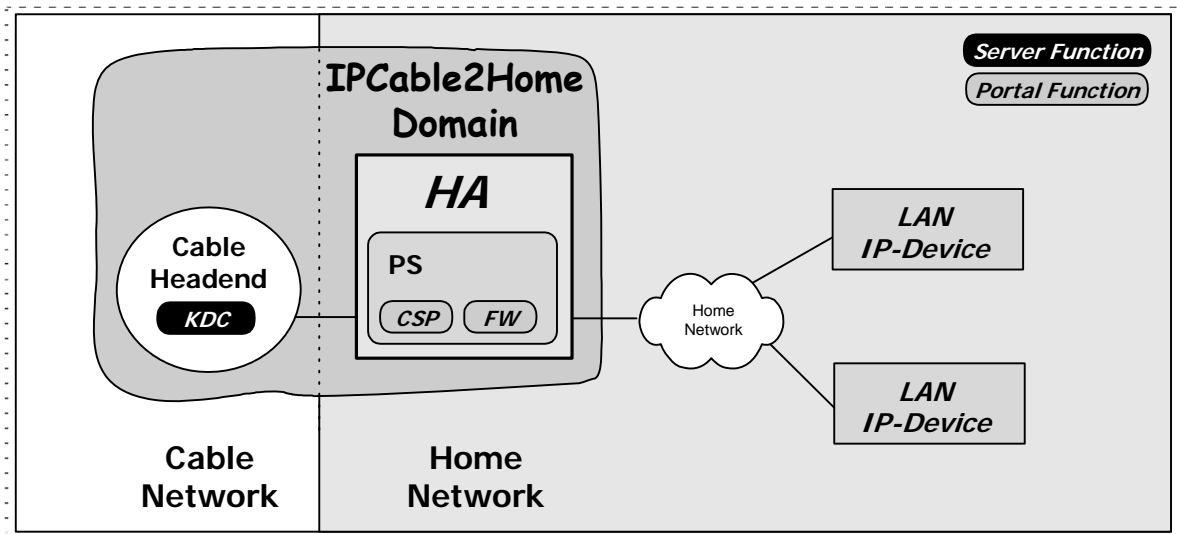 Server Function
Portal Function
IPCable2Home
Domain
HA
PS
CSP
FW
Cable
Headend
KDC
Home
Network
LAN
IP-Device
LAN
IP-Device
Cable
Network
Home
Network